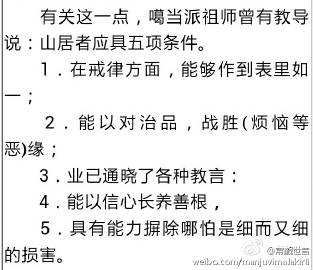 有关这一点，噶当派祖师曾有教导
说：山居者应具五项条件。
1．在戒律方面，能够作到表里如
一；
2．能以对治品，战胜(烦恼等
恶)缘；
3．业已通晓了各种教言：
4．能以信心长养善根，
5．具有能力摒除哪怕是细而又细
的损害。
weibo.com/manjuvimalakirti